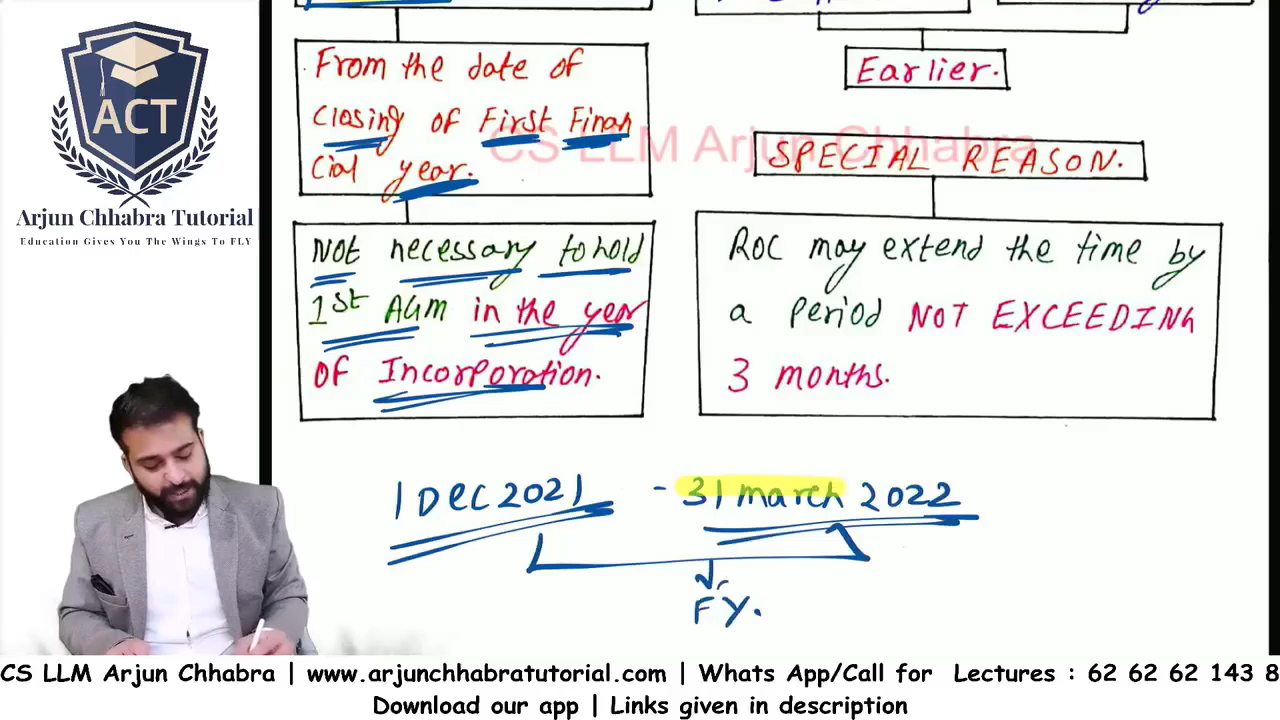 ACT
Arjun Chhabra Tutorial
Education Gives You The Wings To FLY
From the date of
closing of First Finan
cial year.
Not necessary to hold
1st AGM in the year
of Incorporation.
Earlier.
CS LLM Arjun Chhabra
SPECIAL REASON.
ROC may extend the time by
a period NOT EXCEEDING
3 months.
1 Dec 2021 - 31 march 2022
FY.
CS LLM Arjun Chhabra | www.arjunchhabratutorial.com | Whats App/Call for Lectures : 62 62 62 143 8
Download our app | Links given in description